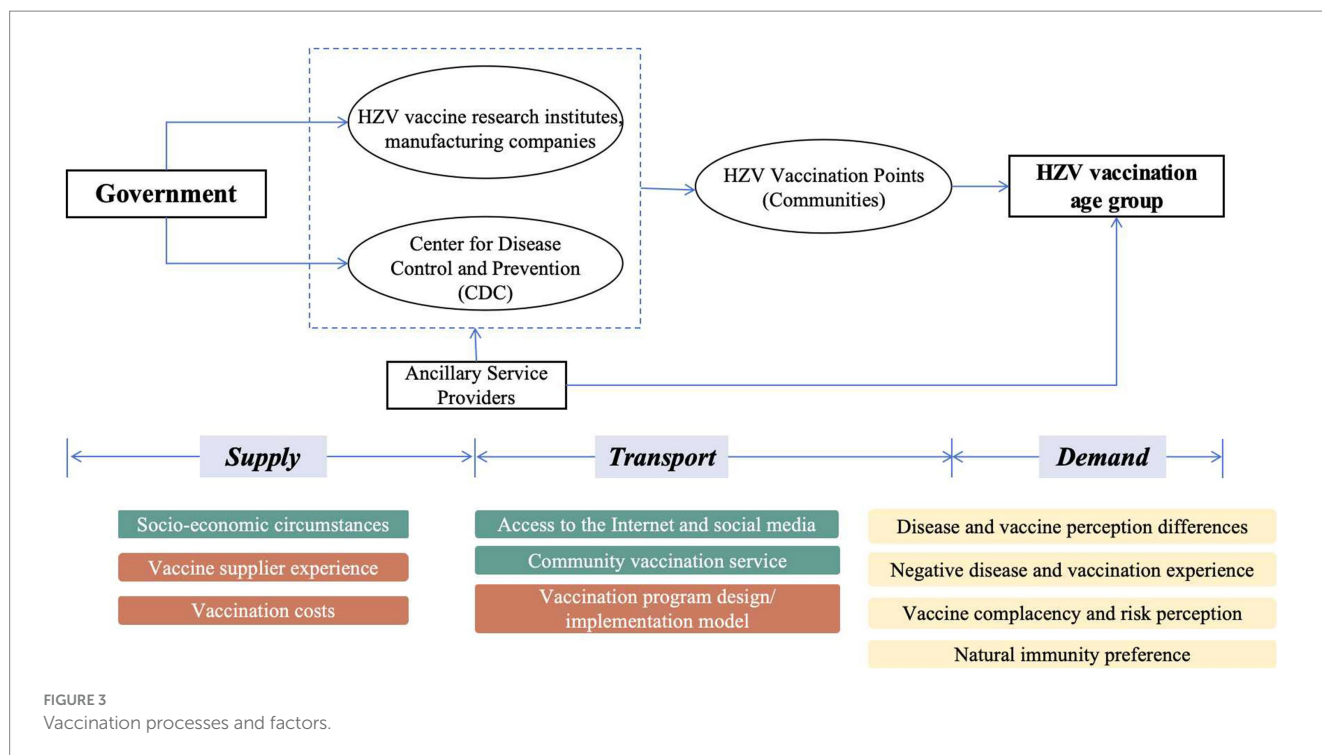 HZV vaccine research institutes,
manufacturing companies
Government
HZV Vaccination Points
(Communities)
HZV vaccination
age group
Center for Disease
Control and Prevention
(CDC)
Ancillary Service
Providers
Supply
Transport
Demand
Socio-economic circumstances
Vaccine supplier experience
Vaccination costs
Access to the Internet and social media
Community vaccination service
Vaccination program design/
implementation model
Disease and vaccine perception differences
Negative disease and vaccination experience
Vaccine complacency and risk perception
Natural immunity preference
FIGURE 3
Vaccination processes and factors.